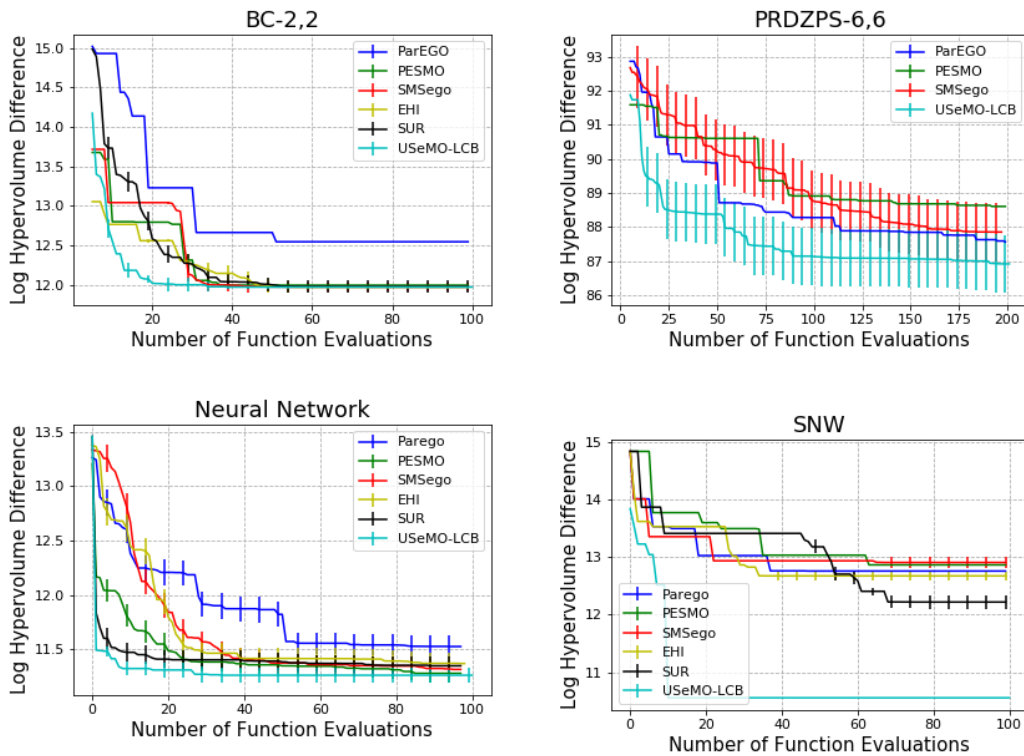 BC-2,2
Log Hypervolume Difference
15.0
14.5
14.0
13.5
13.0
12.5
12.0
20
40
60
80
100
Number of Function Evaluations
ParEGO
PESMO
SMSego
EHI
SUR
USeMO-LCB
PRDZPS-6,6
Log Hypervolume Difference
93
92
91
90
89
88
87
86
0
25
50
75
100
125
150
175
200
Number of Function Evaluations
ParEGO
PESMO
SMSego
USeMO-LCB
Neural Network
Log Hypervolume Difference
13.5
13.0
12.5
12.0
11.5
0
20
40
60
80
100
Number of Function Evaluations
Parego
PESMO
SMSego
EHI
SUR
USeMO-LCB
SNW
Log Hypervolume Difference
15
14
13
12
11
0
20
40
60
80
100
Number of Function Evaluations
Parego
PESMO
SMSego
EHI
SUR
USeMO-LCB